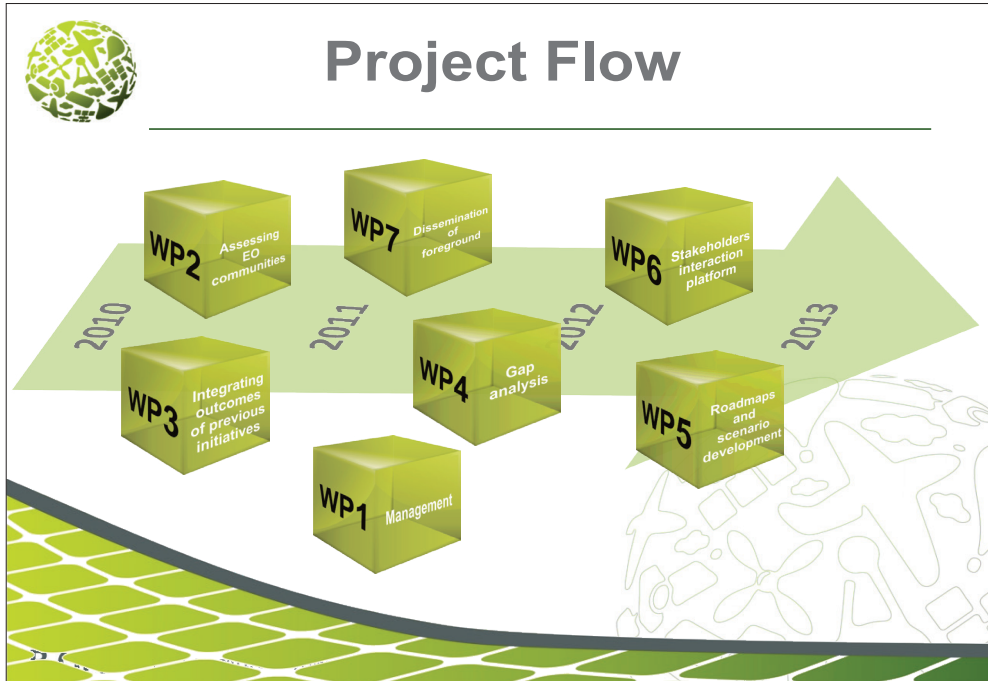 Project Flow
WP2
Assessing
EO
communities
WP7
Dissemination
of
foreground
WP6
Stakeholders
interaction
platform
2010
2011
2012
2013
WP3
Integrating
outcomes
of previous
initiatives
WP4
Gap
analysis
WP5
Roadmaps
and
scenario
development
WP1
Management